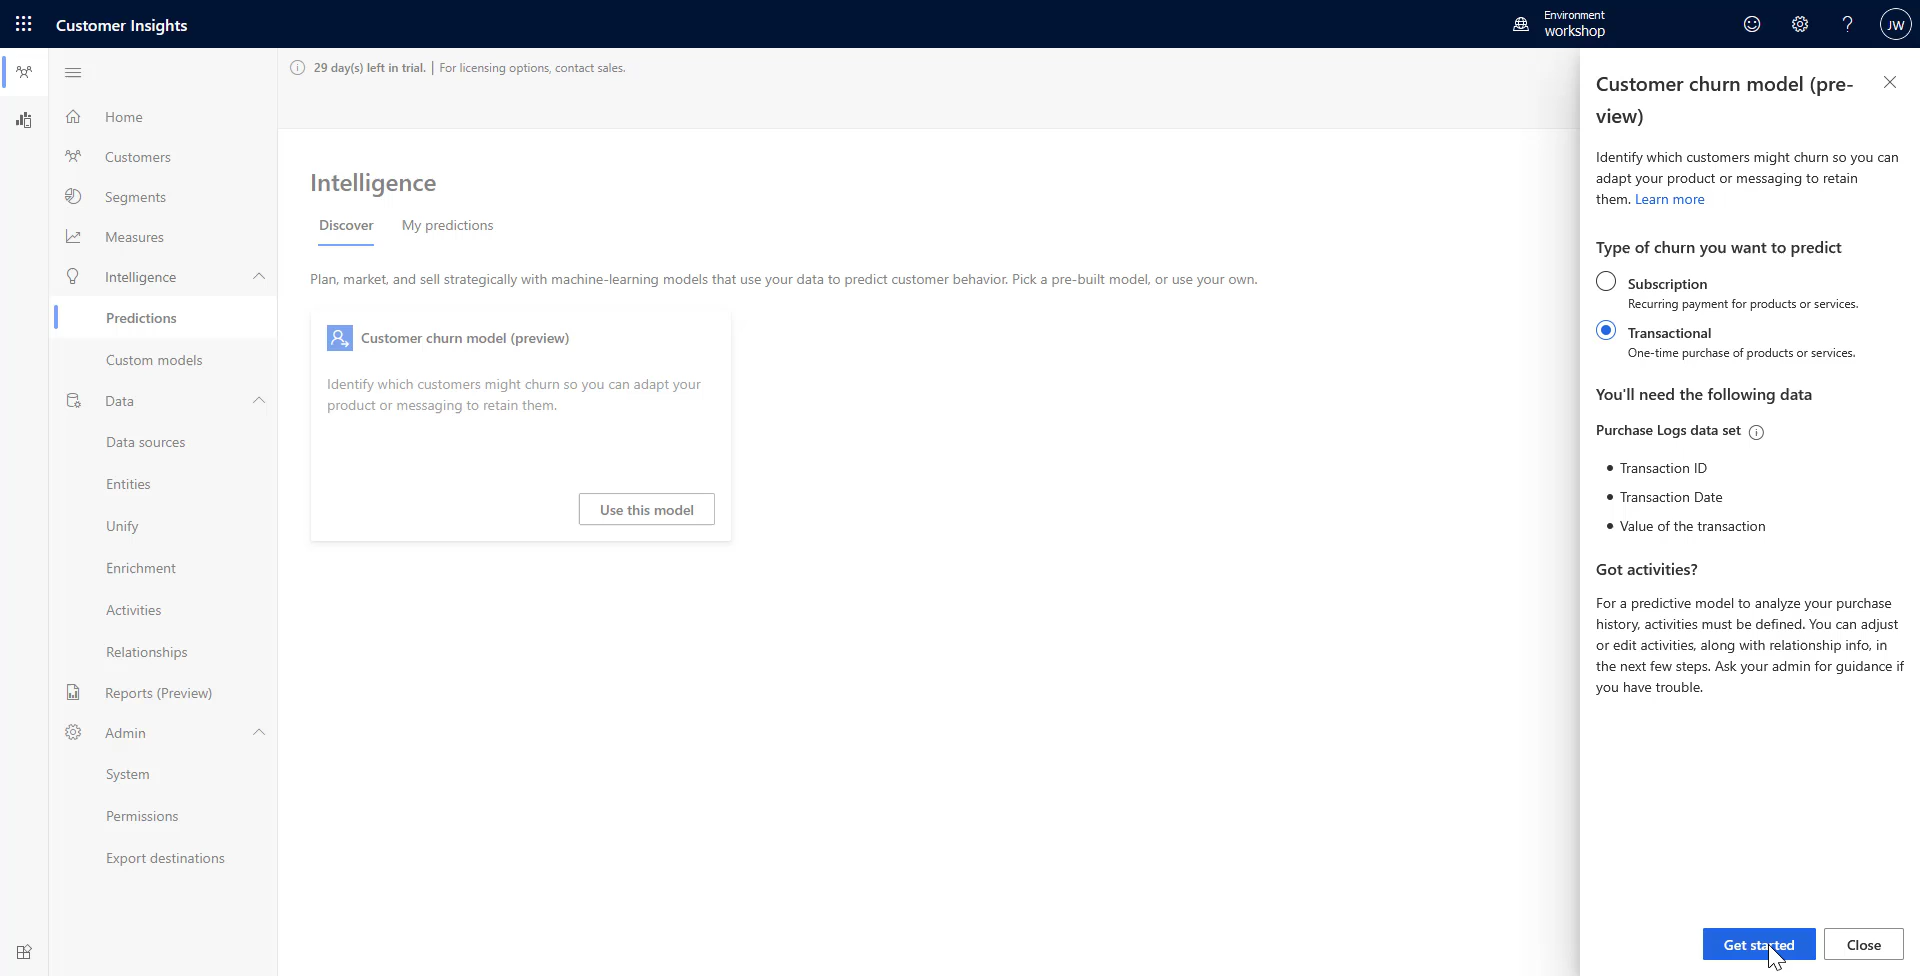 Customer Insights
Environment
workshop
?
JW
29 day(s) left in trial. | For licensing options, contact sales.
Home
Customers
Segments
Measures
Intelligence
Predictions
Custom models
Data
Data sources
Entities
Unify
Enrichment
Activities
Relationships
Reports (Preview)
Admin
System
Permissions
Export destinations
Intelligence
Discover
My predictions
Plan, market, and sell strategically with machine-learning models that use your data to predict customer behavior. Pick a pre-built model, or use your own.
Customer churn model (preview)
Identify which customers might churn so you can adapt your
product or messaging to retain them.
Use this model
Customer churn model (pre-
view)
Identify which customers might churn so you can
adapt your product or messaging to retain
them. Learn more
Type of churn you want to predict
Subscription
Recurring payment for products or services.
Transactional
One-time purchase of products or services.
You'll need the following data
Purchase Logs data set
• Transaction ID
• Transaction Date
• Value of the transaction
Got activities?
For a predictive model to analyze your purchase
history, activities must be defined. You can adjust
or edit activities, along with relationship info, in
the next few steps. Ask your admin for guidance if
you have trouble.
Get started
Close